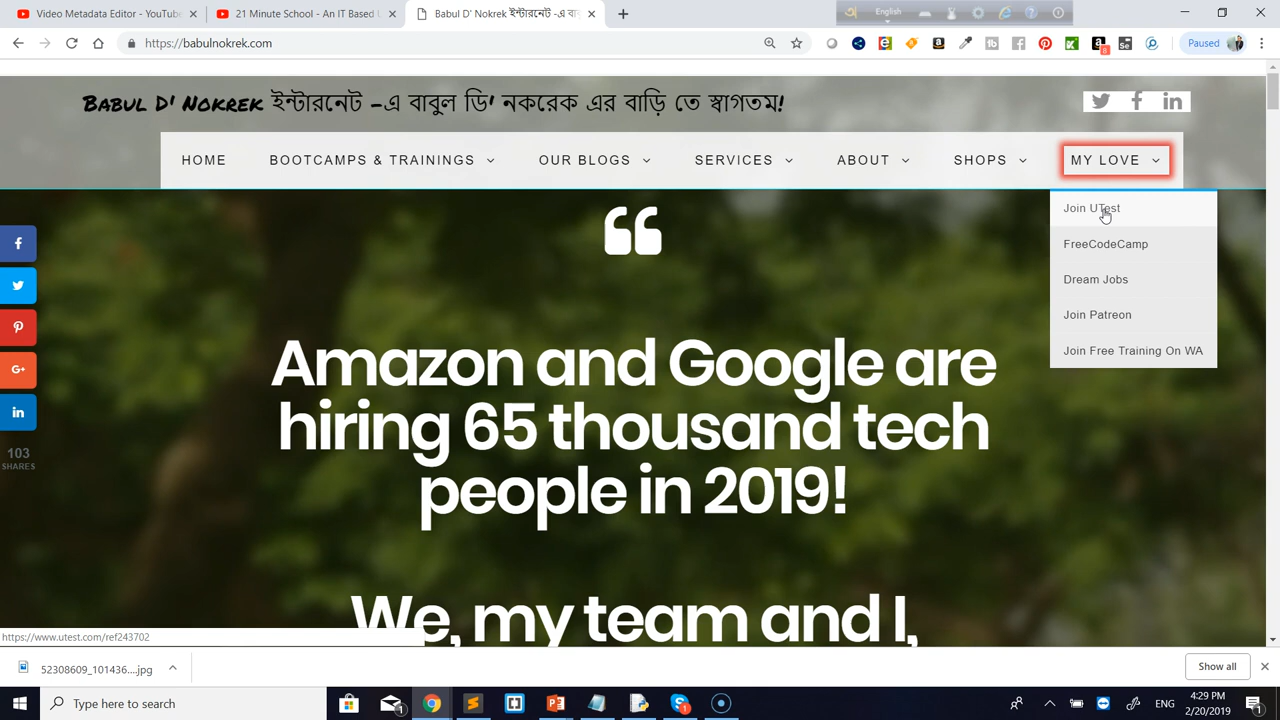 Video Metadata Editor - YouTube
21 Minute School - An IT Based U
Babul D' Nokrek ইন্টারনেট -এ বাবু
English
https://babulnokrek.com
Paused
8
Babul D' Nokrek ইন্টারনেট -এ বাবুল ডি' নকরেক এর বাড়ি তে স্বাগতম!
HOME
BOOTCAMPS & TRAININGS
OUR BLOGS
SERVICES
ABOUT
SHOPS
MY LOVE
Join UTest
FreeCodeCamp
Dream Jobs
Join Patreon
Join Free Training On WA
103
SHARES
Amazon and Google are
hiring 65 thousand tech
people in 2019!
We, my team and I,
https://www.utest.com/ref243702
52308609_101436....jpg
Show all
Type here to search
ENG
4:29 PM
2/20/2019